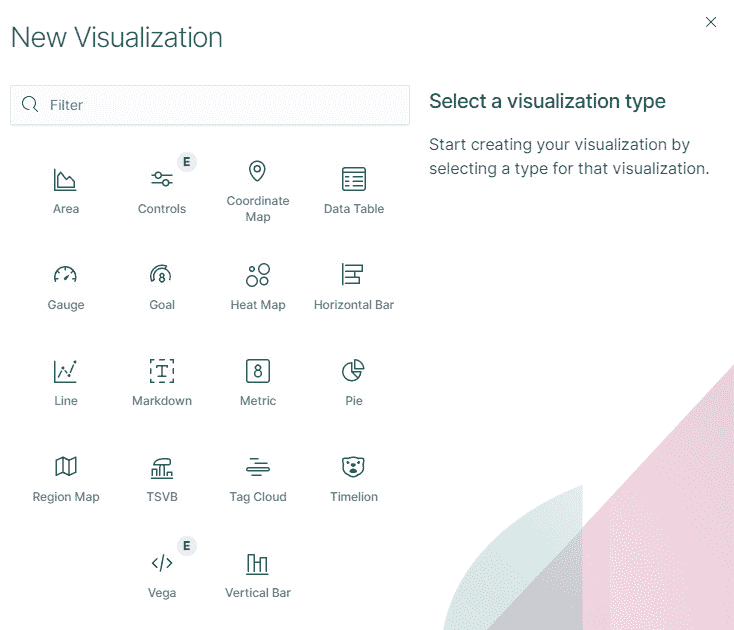 New Visualization
Filter
Select a visualization type
Start creating your visualization by
selecting a type for that visualization.
E
Area
Controls
Coordinate
Map
Data Table
8
Gauge
Goal
Heat Map
Horizontal Bar
T
8
Line
Markdown
Metric
Pie
Region Map
TSVB
Tag Cloud
Timelion
E
</>
Vega
Vertical Bar